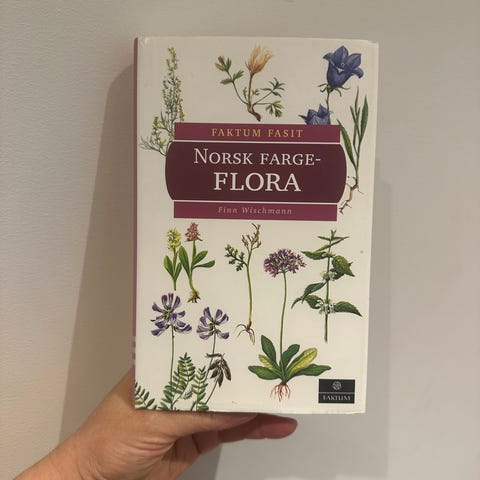 FAKTUM FASIT
NORSK FARGE-
FLORA
Finn Wischmann
FAKTUM